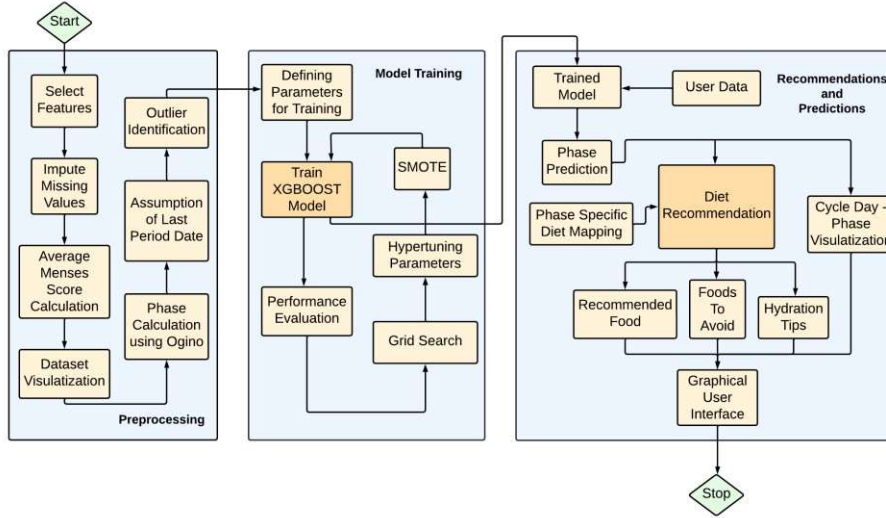 Start
Select
Features
Impute
Missing
Values
Average
Menses
Score
Calculation
Dataset
Visulatization
Outlier
Identification
Assumption
of Last
Period Date
Phase
Calculation
using Ogino
Preprocessing
Model Training
Defining
Parameters
for Training
Train
XGBOOST
Model
Performance
Evaluation
SMOTE
Hypertuning
Parameters
Grid Search
Recommendations
and
Predictions
Trained
Model
User Data
Phase
Prediction
Phase Specific
Diet Mapping
Diet
Recommendation
Cycle Day -
Phase
Visulatization
Recommended
Food
Foods
To
Avoid
Hydration
Tips
Graphical
User
Interface
Stop